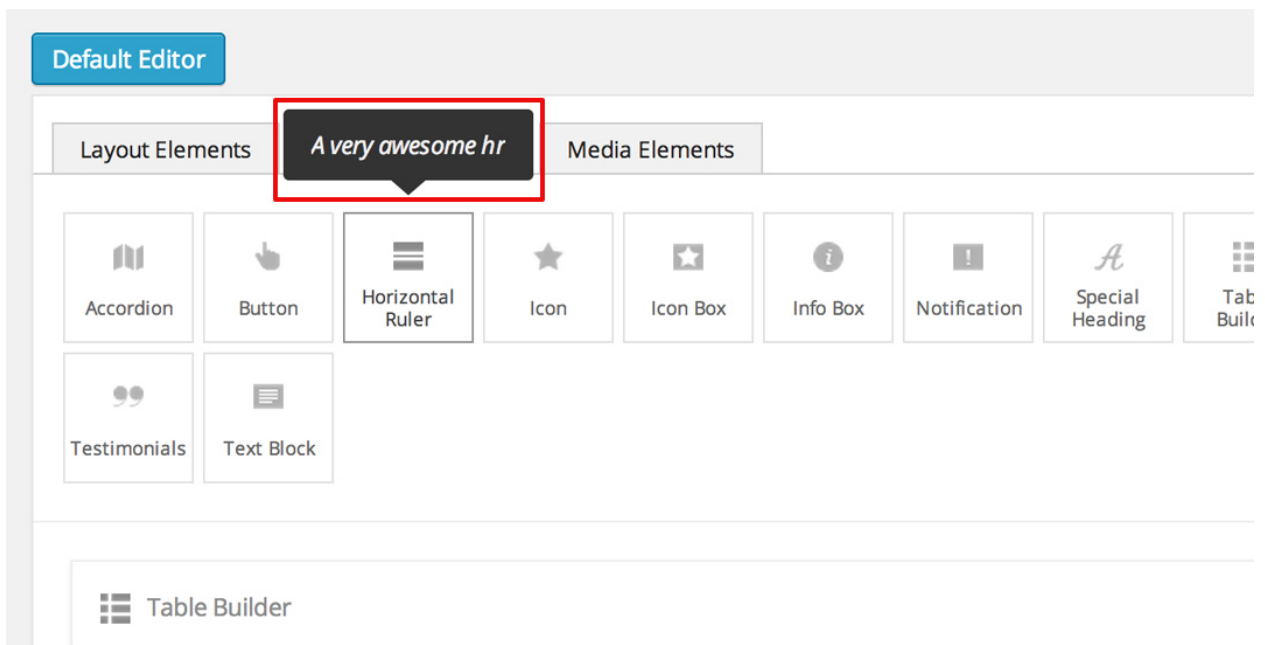 Default Editor
Layout Elements
A very awesome hr
Media Elements
Accordion
Button
Horizontal
Ruler
Icon
Icon Box
Info Box
Notification
Special
Heading
Testimonials
Text Block
Table Builder